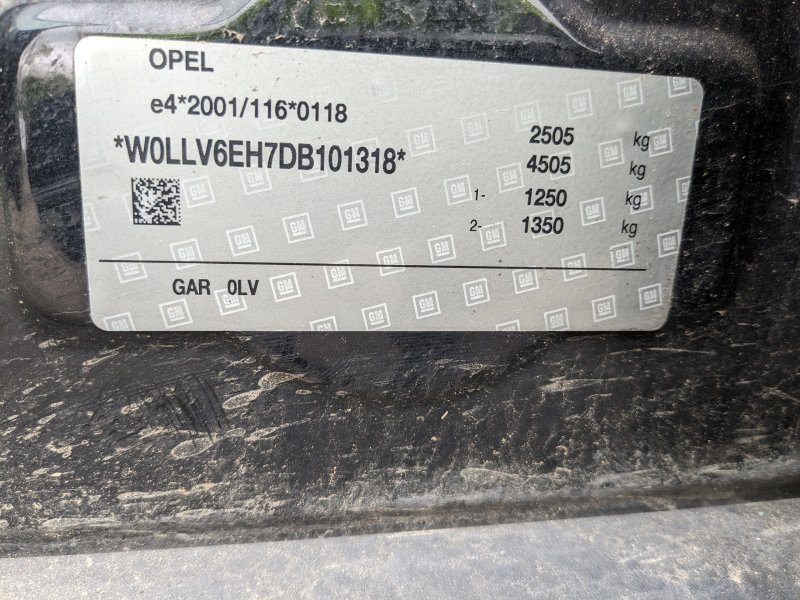 OPEL
e4*2001/116*0118
*W0LLV6EH7DB101318*
2505 kg
4505 kg
1- 1250 kg
2- 1350 kg
GAR 0LV